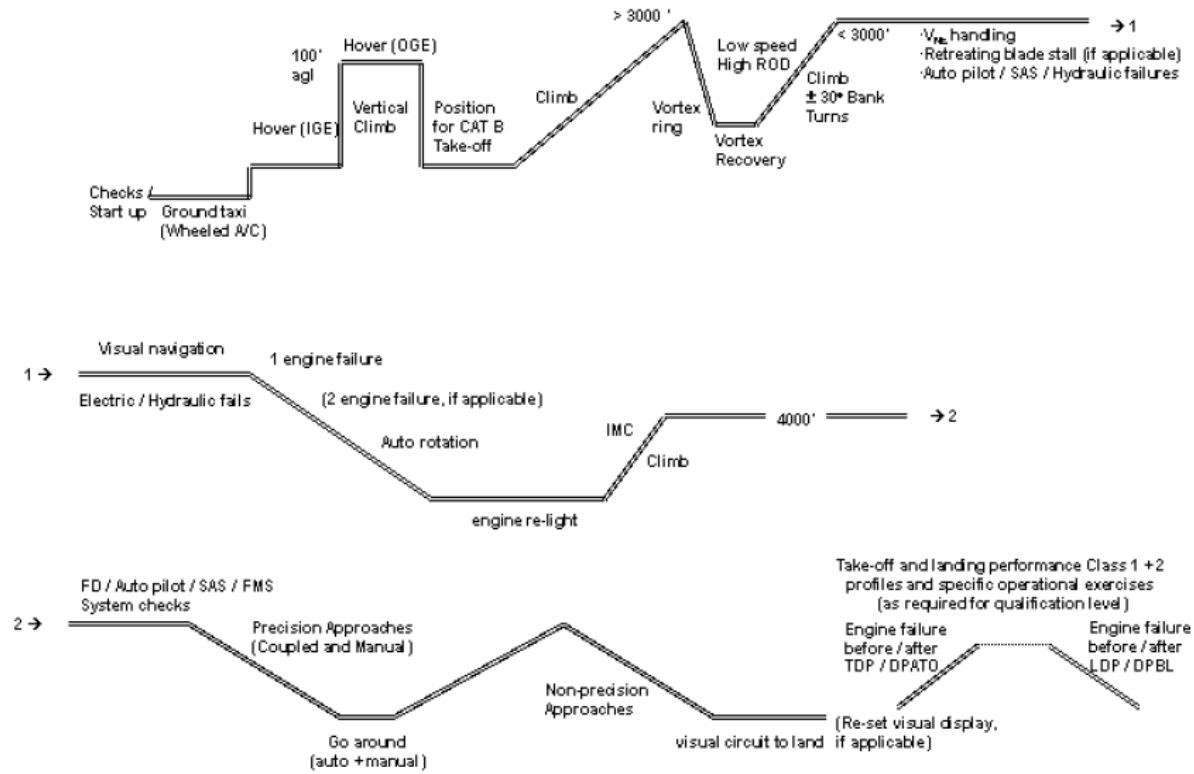 > 3000 '
→ 1
Hover (OGE)
100'
agl
Low speed
High ROD
< 3000'
·VNE handling
·Retreating blade stall (if applicable)
·Auto pilot / SAS / Hydraulic failures
Climb
Climb
± 30° Bank
Turns
Vertical
Climb
Position
for CAT B
Take-off
Vortex
ring
Hover (IGE)
Vortex
Recovery
Checks /
Start up
Ground taxi
(Wheeled A/C)
Visual navigation
1 engine failure
1 →
Electric / Hydraulic fails
(2 engine failure, if applicable)
Auto rotation
IMC
Climb
4000'
→ 2
engine re-light
FD / Auto pilot / SAS / FMS
System checks
2 →
Precision Approaches
(Coupled and Manual)
Go around
(auto + manual)
Non-precision
Approaches
visual circuit to land
Take-off and landing performance Class 1 + 2
profiles and specific operational exercises
(as required for qualification level)
Engine failure
before / after
TDP / DPATO
Engine failure
before / after
LDP / DPBL
(Re-set visual display,
if applicable)